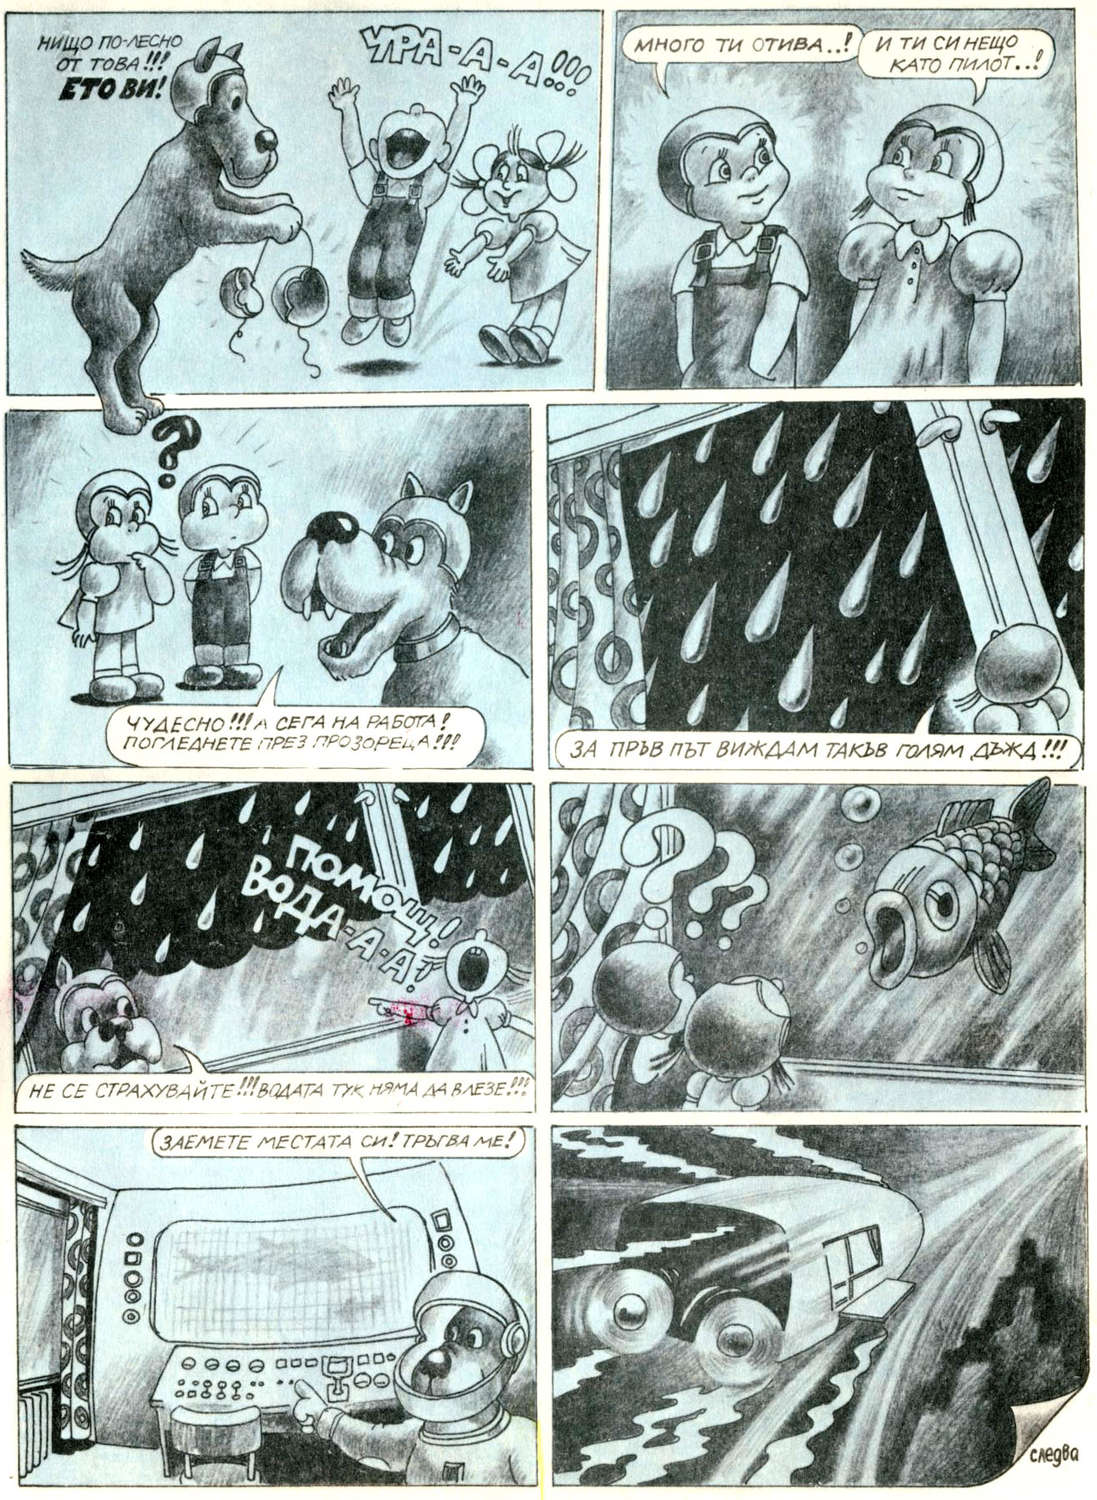 НИЩО ПО-ЛЕСНО
ОТ ТОВА!!!
ЕТО ВИ!
УРА-А-А!!!
МНОГО ТИ ОТИВА..!
И ТИ СИ НЕЩО
КАТО ПИЛОТ..!
?
ЧУДЕСНО!!! А СЕГА НА РАБОТА!
ПОГЛЕДНЕТЕ ПРЕЗ ПРОЗОРЕЦА!!!
ЗА ПРЪВ ПЪТ ВИЖДАМ ТАКЪВ ГОЛЯМ ДЪЖД!!!
ПОМОЩ!
ВОДА-А-А!
НЕ СЕ СТРАХУВАЙТЕ!!! ВОДАТА ТУК НЯМА ДА ВЛЕЗЕ!!!
???
ЗАЕМЕТЕ МЕСТАТА СИ! ТРЪГВАМЕ!
следва